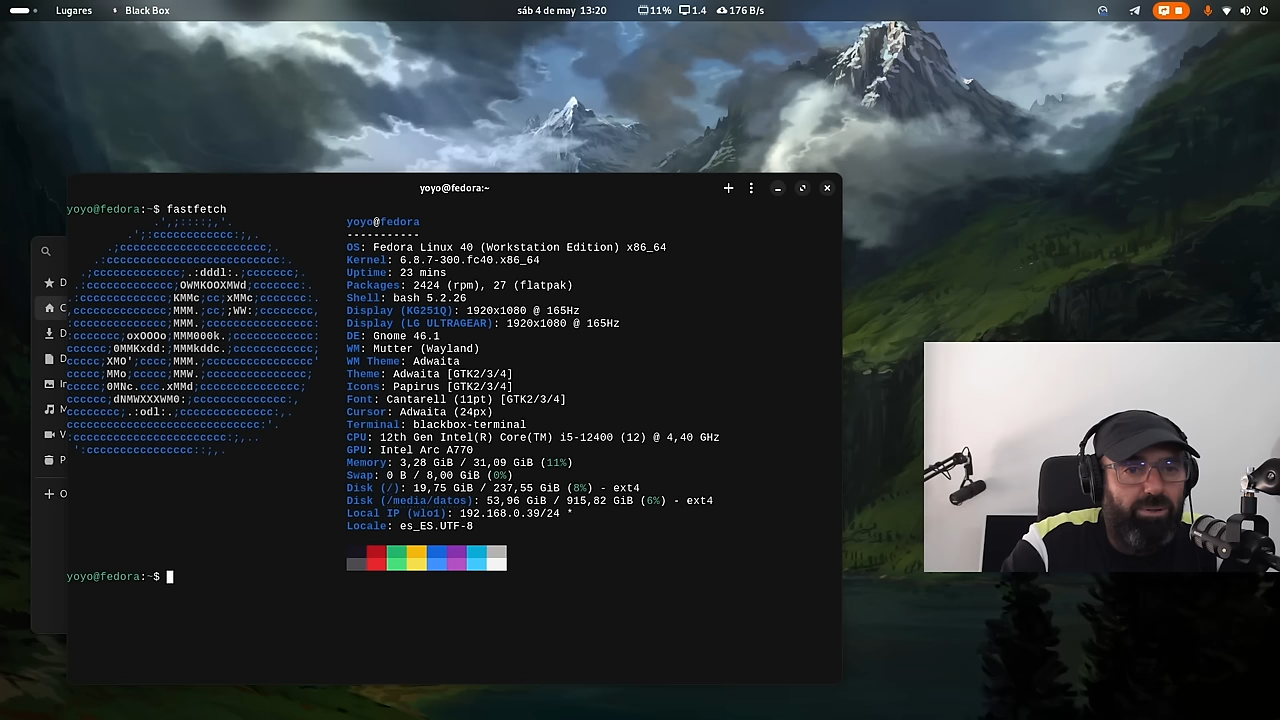 Lugares
Black Box
sáb 4 de may 13:20
11%
1.4
176 B/s
yoyo@fedora:~
yoyo@fedora:~$ fastfetch
yoyo@fedora
-----------
OS: Fedora Linux 40 (Workstation Edition) x86_64
Kernel: 6.8.7-300.fc40.x86_64
Uptime: 23 mins
Packages: 2424 (rpm), 27 (flatpak)
Shell: bash 5.2.26
Display (KG251Q): 1920x1080 @ 165Hz
Display (LG ULTRAGEAR): 1920x1080 @ 165Hz
DE: Gnome 46.1
WM: Mutter (Wayland)
WM Theme: Adwaita
Theme: Adwaita [GTK2/3/4]
Icons: Papirus [GTK2/3/4]
Font: Cantarell (11pt) [GTK2/3/4]
Cursor: Adwaita (24px)
Terminal: blackbox-terminal
CPU: 12th Gen Intel(R) Core(TM) i5-12400 (12) @ 4,40 GHz
GPU: Intel Arc A770
Memory: 3,28 GiB / 31,09 GiB (11%)
Swap: 0 B / 8,00 GiB (0%)
Disk (/): 19,75 GiB / 237,55 GiB (8%) - ext4
Disk (/media/datos): 53,96 GiB / 915,82 GiB (6%) - ext4
Local IP (wlo1): 192.168.0.39/24 *
Locale: es_ES.UTF-8
yoyo@fedora:~$